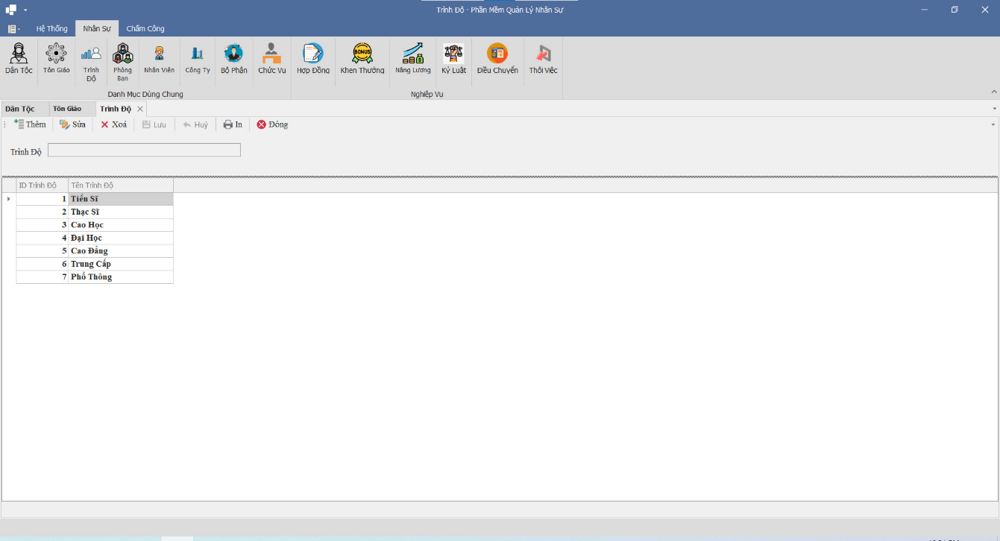 Trình Độ - Phần Mềm Quản Lý Nhân Sự
Hệ Thống Nhân Sự Chấm Công
Dân Tộc Tôn Giáo Trình Độ Phòng Ban Nhân Viên Công Ty Bộ Phận Chức Vụ Hợp Đồng BONUS Khen Thưởng Nâng Lương Kỷ Luật Điều Chuyển Thôi Việc
Danh Mục Dùng Chung Nghiệp Vụ
Dân Tộc Tôn Giáo Trình Độ
Thêm Sửa Xoá Lưu Huỷ In Đóng
Trình Độ
ID Trình Độ Tên Trình Độ
1 Tiến Sĩ
2 Thạc Sĩ
3 Cao Học
4 Đại Học
5 Cao Đẳng
6 Trung Cấp
7 Phổ Thông